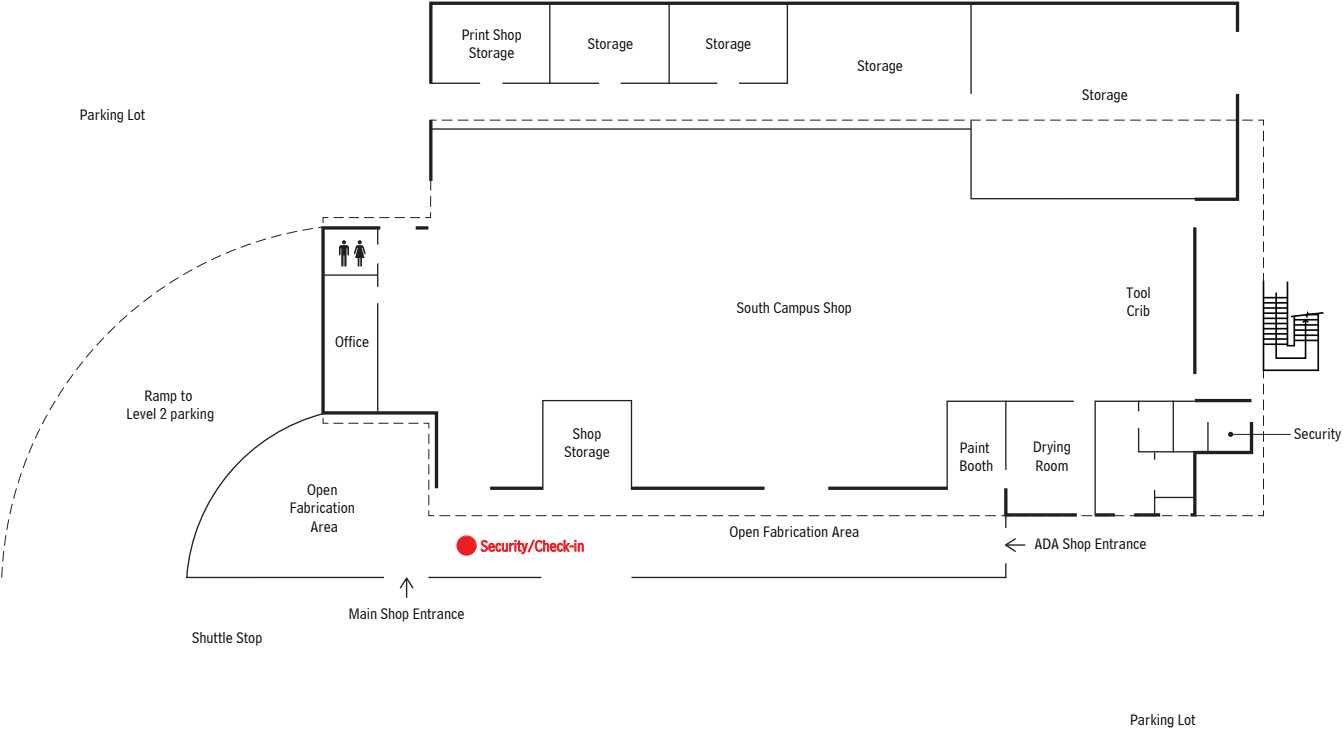 Print Shop
Storage
Storage
Storage
Storage
Storage
Parking Lot
South Campus Shop
Tool
Crib
Office
Ramp to
Level 2 parking
Shop
Storage
Paint
Booth
Drying
Room
Security
Open
Fabrication
Area
Open Fabrication Area
Security/Check-in
ADA Shop Entrance
Main Shop Entrance
Shuttle Stop
Parking Lot